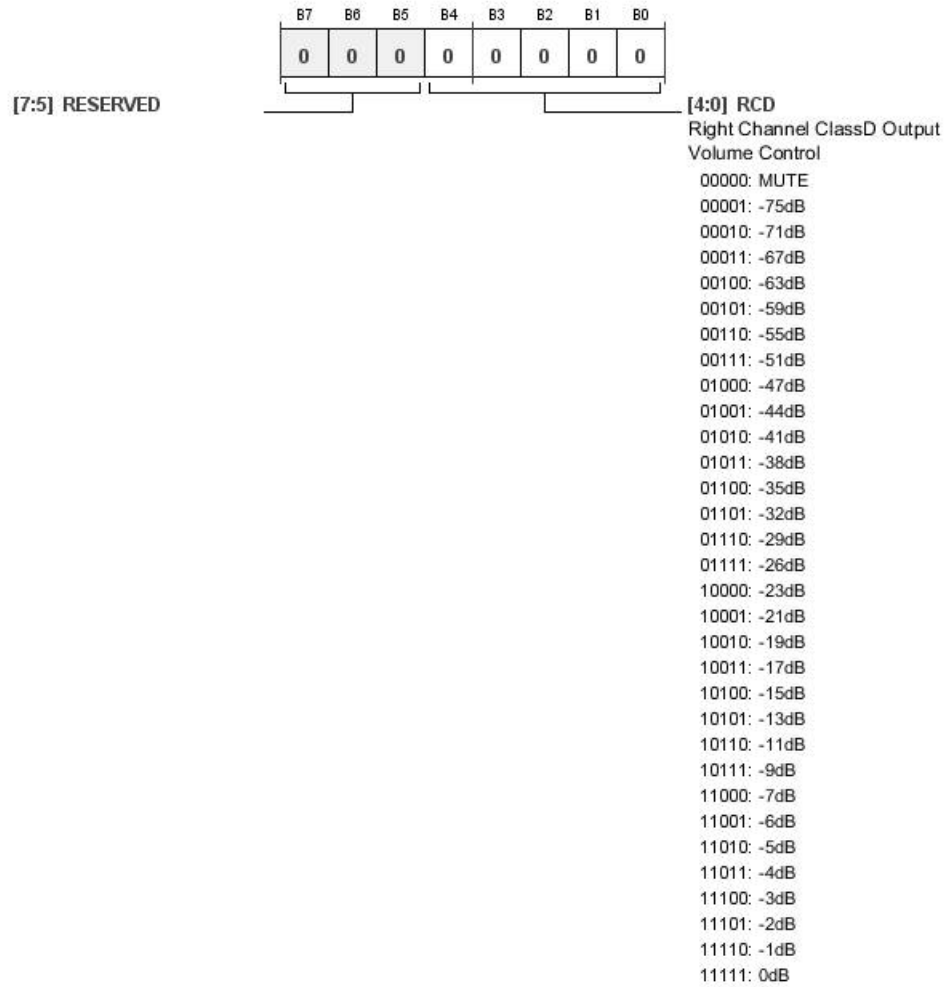 B7 B6 B5 B4 B3 B2 B1 B0
0 0 0 0 0 0 0 0
[7:5] RESERVED
[4:0] RCD
Right Channel ClassD Output
Volume Control
00000: MUTE
00001: -75dB
00010: -71dB
00011: -67dB
00100: -63dB
00101: -59dB
00110: -55dB
00111: -51dB
01000: -47dB
01001: -44dB
01010: -41dB
01011: -38dB
01100: -35dB
01101: -32dB
01110: -29dB
01111: -26dB
10000: -23dB
10001: -21dB
10010: -19dB
10011: -17dB
10100: -15dB
10101: -13dB
10110: -11dB
10111: -9dB
11000: -7dB
11001: -6dB
11010: -5dB
11011: -4dB
11100: -3dB
11101: -2dB
11110: -1dB
11111: 0dB